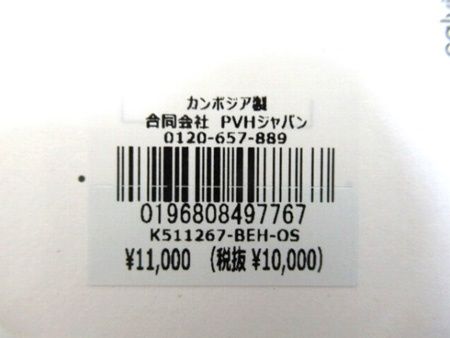 カンボジア製
合同会社 PVHジャパン
0120-657-889
0196808497767
K511267-BEH-OS
¥11,000 (税抜 ¥10,000)